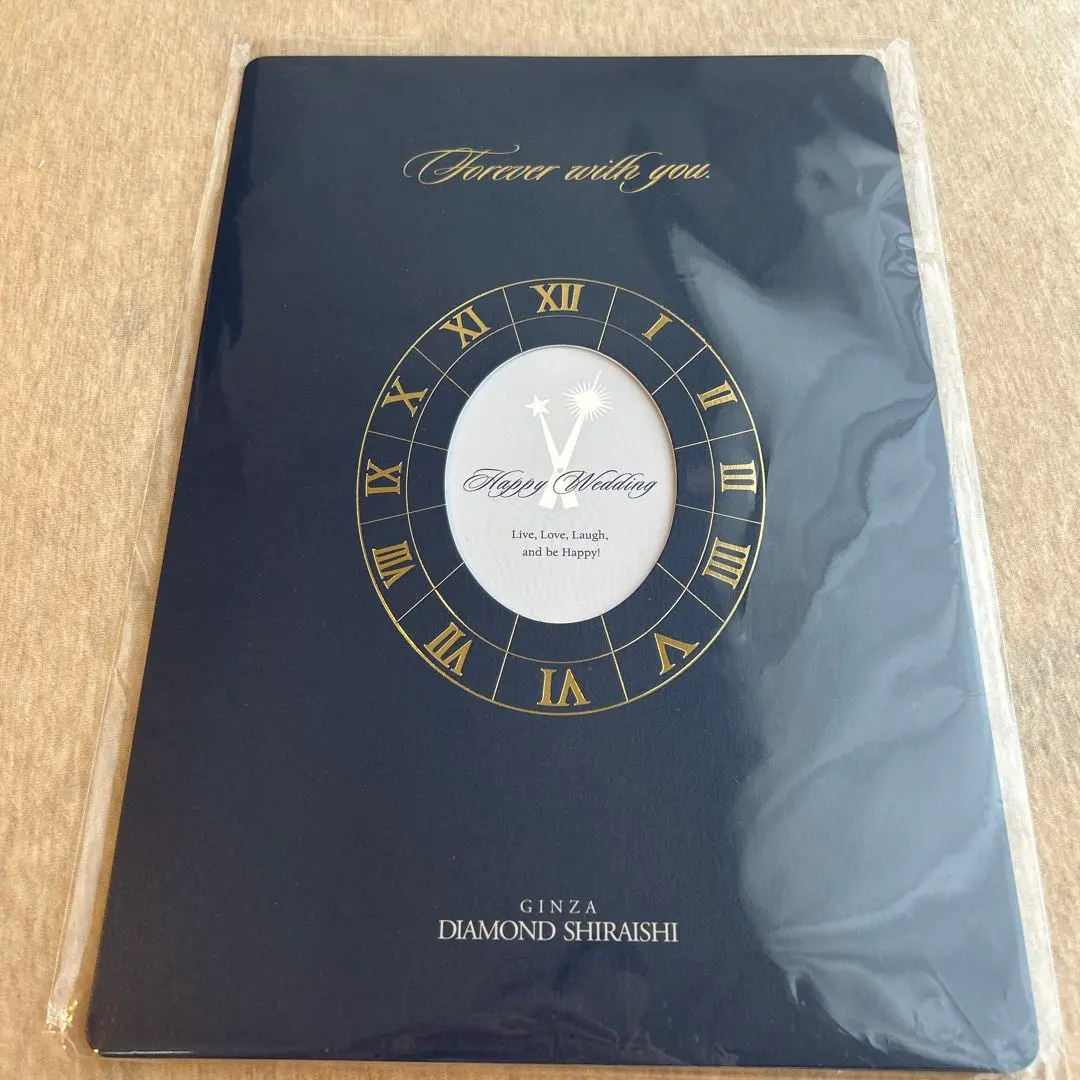 Forever with you.
XII
I
II
III
IIII
V
VI
VII
VIII
IX
X
XI
Happy Wedding
Live, Love, Laugh,
and be Happy!
GINZA
DIAMOND SHIRAISHI